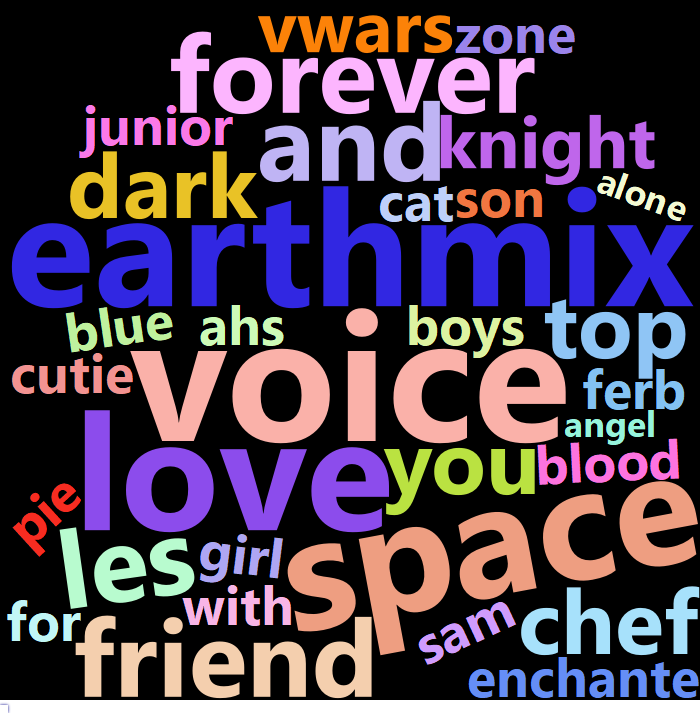 vwars zone
forever
junior and knight
dark cat son alone
earthmix
blue ahs boys top
cutie voice ferb
angel
love you blood
pie space
les girl
for with sam chef
friend enchante